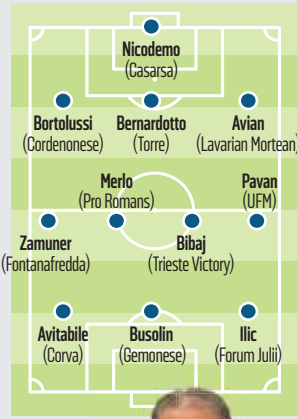 Nicodemo
(Casarsa)
Bortolussi
(Cordenonese)
Bernardotto
(Torre)
Avian
(Lavarian Mortean)
Merlo
(Pro Romans)
Pavan
(UFM)
Zamuner
(Fontanafredda)
Bibaj
(Trieste Victory)
Avitabile
(Corva)
Busolin
(Gemonese)
Ilic
(Forum Julii)